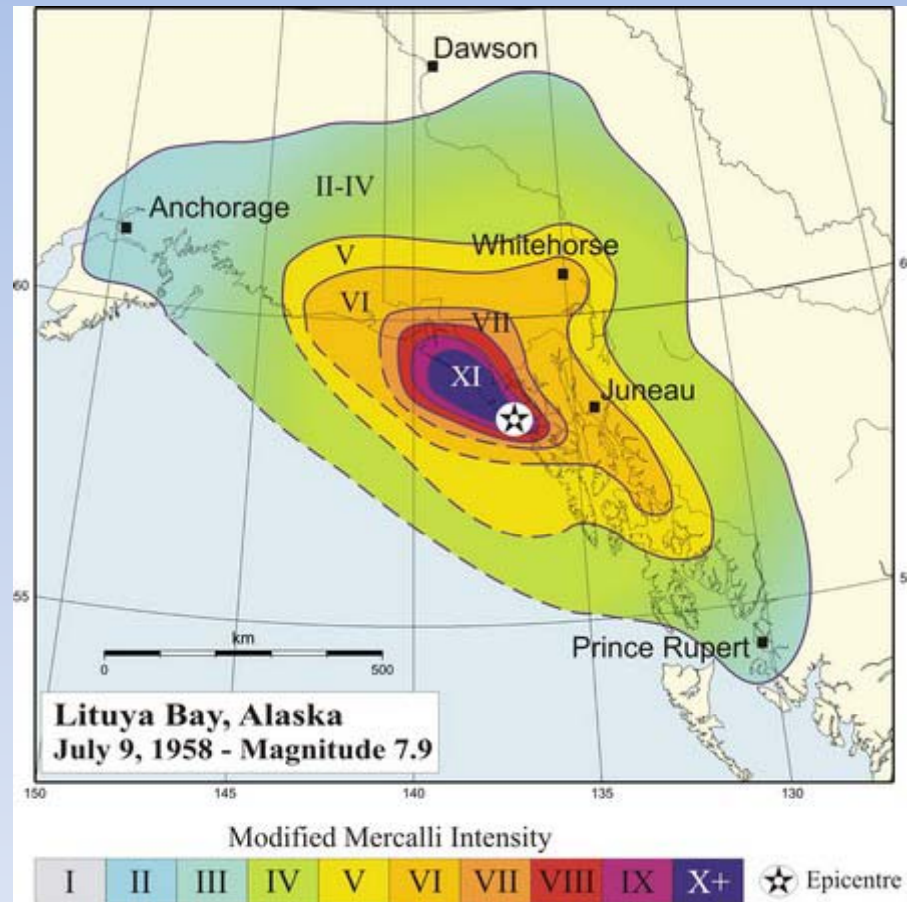 Dawson
II-IV
Anchorage
Whitehorse
V
60
6
VI
VII
XI
Juneau
55
5
km
0 500
Prince Rupert
Lituya Bay, Alaska
July 9, 1958 - Magnitude 7.9
150 145 140 135 130
Modified Mercalli Intensity
I II III IV V VI VII VIII IX X+ Epicentre